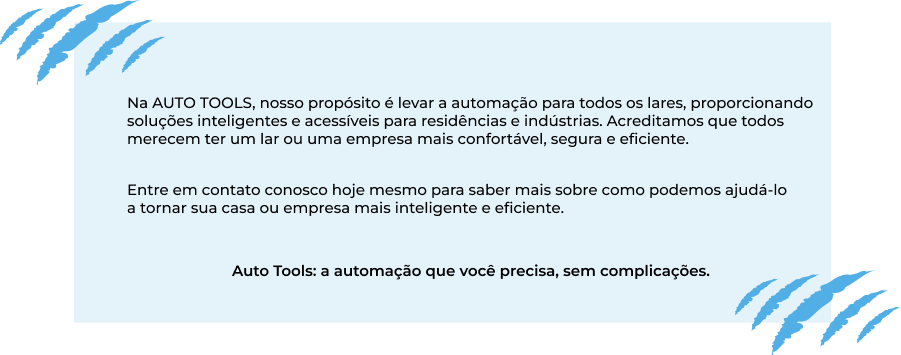 Na AUTO TOOLS, nosso propósito é levar a automação para todos os lares, proporcionando
soluções inteligentes e acessíveis para residências e indústrias. Acreditamos que todos
merecem ter um lar ou uma empresa mais confortável, segura e eficiente.
Entre em contato conosco hoje mesmo para saber mais sobre como podemos ajudá-lo
a tornar sua casa ou empresa mais inteligente e eficiente.
Auto Tools: a automação que você precisa, sem complicações.